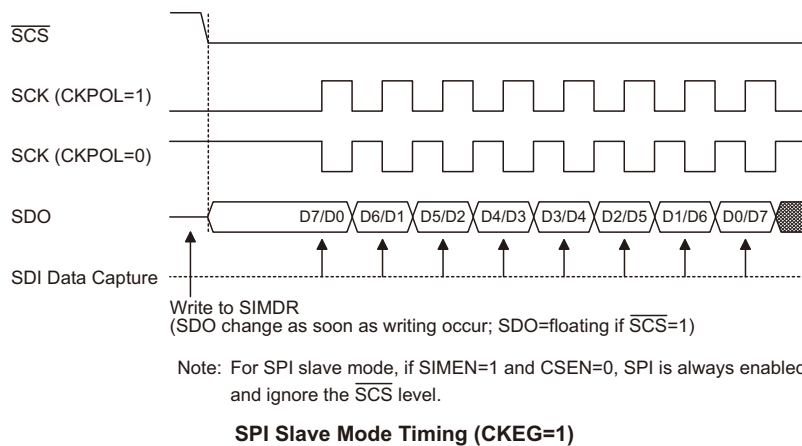 SCS
SCK (CKPOL=1)
SCK (CKPOL=0)
SDO D7/D0 D6/D1 D5/D2 D4/D3 D3/D4 D2/D5 D1/D6 D0/D7
SDI Data Capture
Write to SIMDR
(SDO change as soon as writing occur; SDO=floating if SCS=1)
Note: For SPI slave mode, if SIMEN=1 and CSEN=0, SPI is always enabled
and ignore the SCS level.
SPI Slave Mode Timing (CKEG=1)